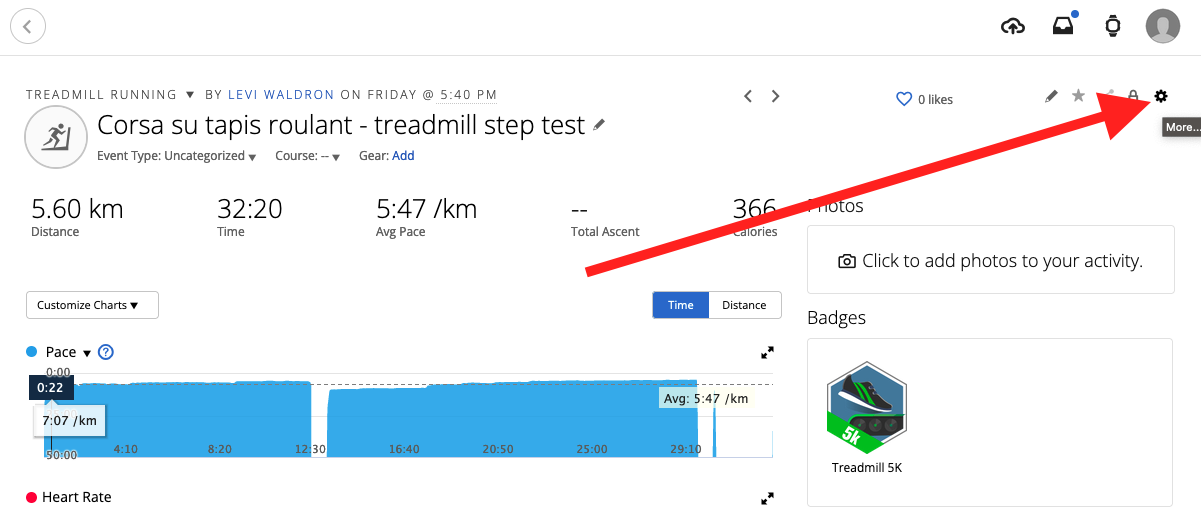 TREADMILL RUNNING ▼ BY LEVI WALDRON ON FRIDAY @ 5:40 PM
0 likes
Corsa su tapis roulant - treadmill step test
More...
Event Type: Uncategorized ▼ Course: -- ▼ Gear: Add
5.60 km 32:20 5:47 /km -- 366
Distance Time Avg Pace Total Ascent Calories
Photos
Click to add photos to your activity.
Customize Charts ▼
Time Distance
Badges
Pace ▼ ?
0:00
0:22
Avg: 5:47 /km
7:07 /km
4:10 8:20 12:30 16:40 20:50 25:00 29:10
50:00
5k
Treadmill 5K
Heart Rate